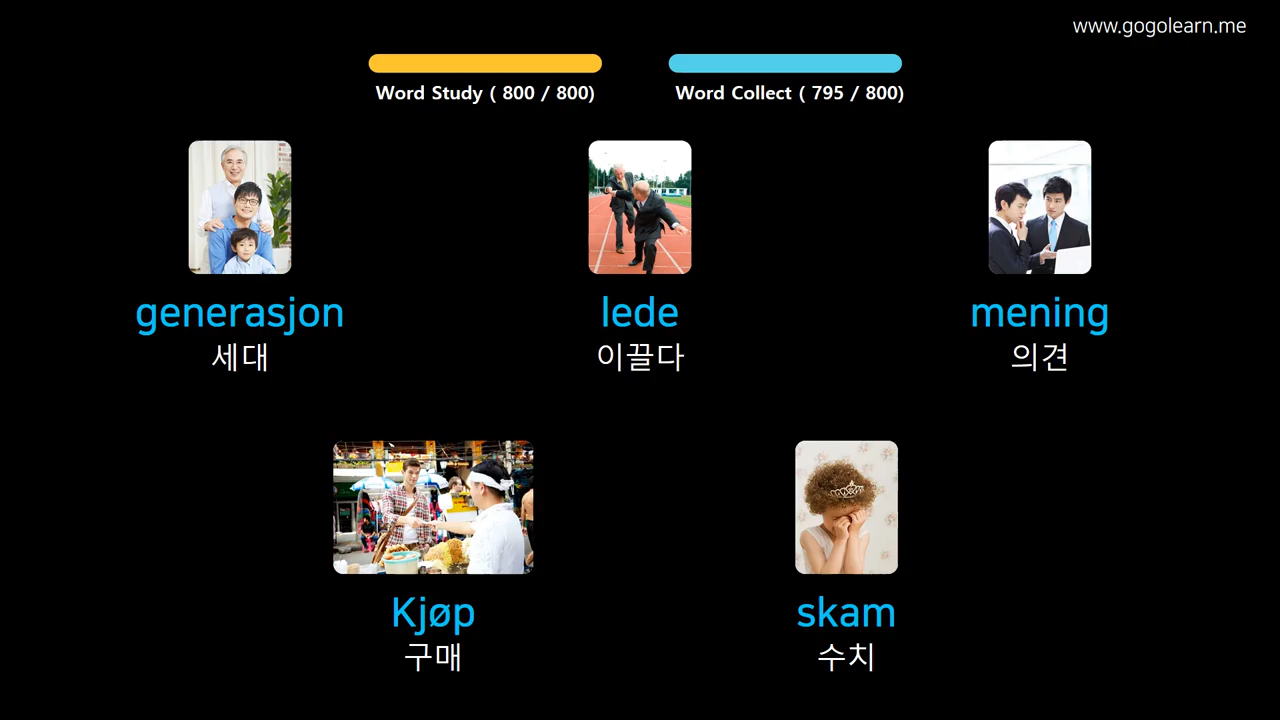 www.gogolearn.me
Word Study ( 800 / 800)
Word Collect ( 795 / 800)
generasjon
세대
lede
이끌다
mening
의견
Kjøp
구매
skam
수치